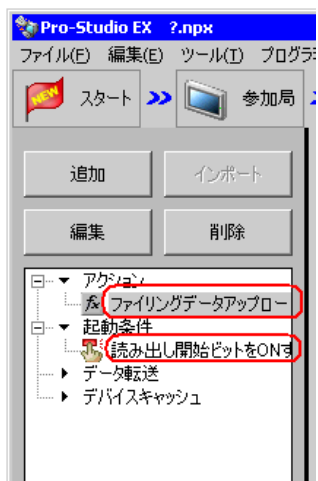 Pro-Studio EX ?.npx
ファイル(F) 編集(E) ツール(T) プログラ
NEW スタート 参加局
追加 インポート
編集 削除
アクション
fx ファイリングデータアップロー
起動条件
読み出し開始ビットをONす
データ転送
デバイスキャッシュ